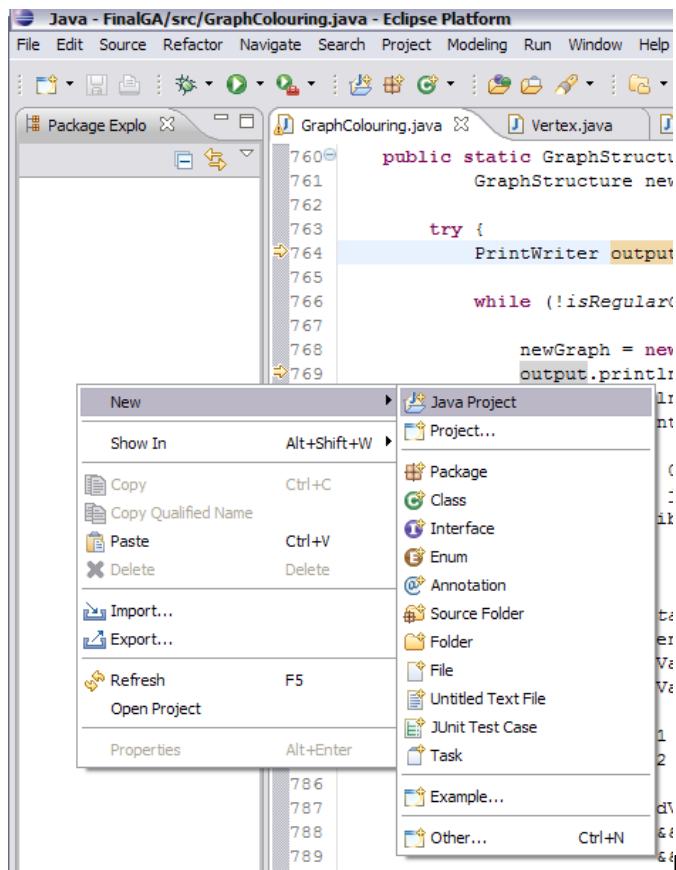 Java - FinalGA/src/GraphColouring.java - Eclipse Platform
File Edit Source Refactor Navigate Search Project Modeling Run Window Help
Package Explo
GraphColouring.java Vertex.java
760 public static GraphStructu
761 GraphStructure new
762
763 try {
764 PrintWriter output
765
766 while (!isRegular
767
768 newGraph = new
769 output.println
New
Show In Alt+Shift+W
Copy Ctrl+C
Copy Qualified Name
Paste Ctrl+V
Delete Delete
Import...
Export...
Refresh F5
Open Project
Properties Alt+Enter
Java Project
Project...
Package
Class
Interface
Enum
Annotation
Source Folder
Folder
File
Untitled Text File
JUnit Test Case
Task
Example...
Other... Ctrl+N
786
787
788 &&
789 &&